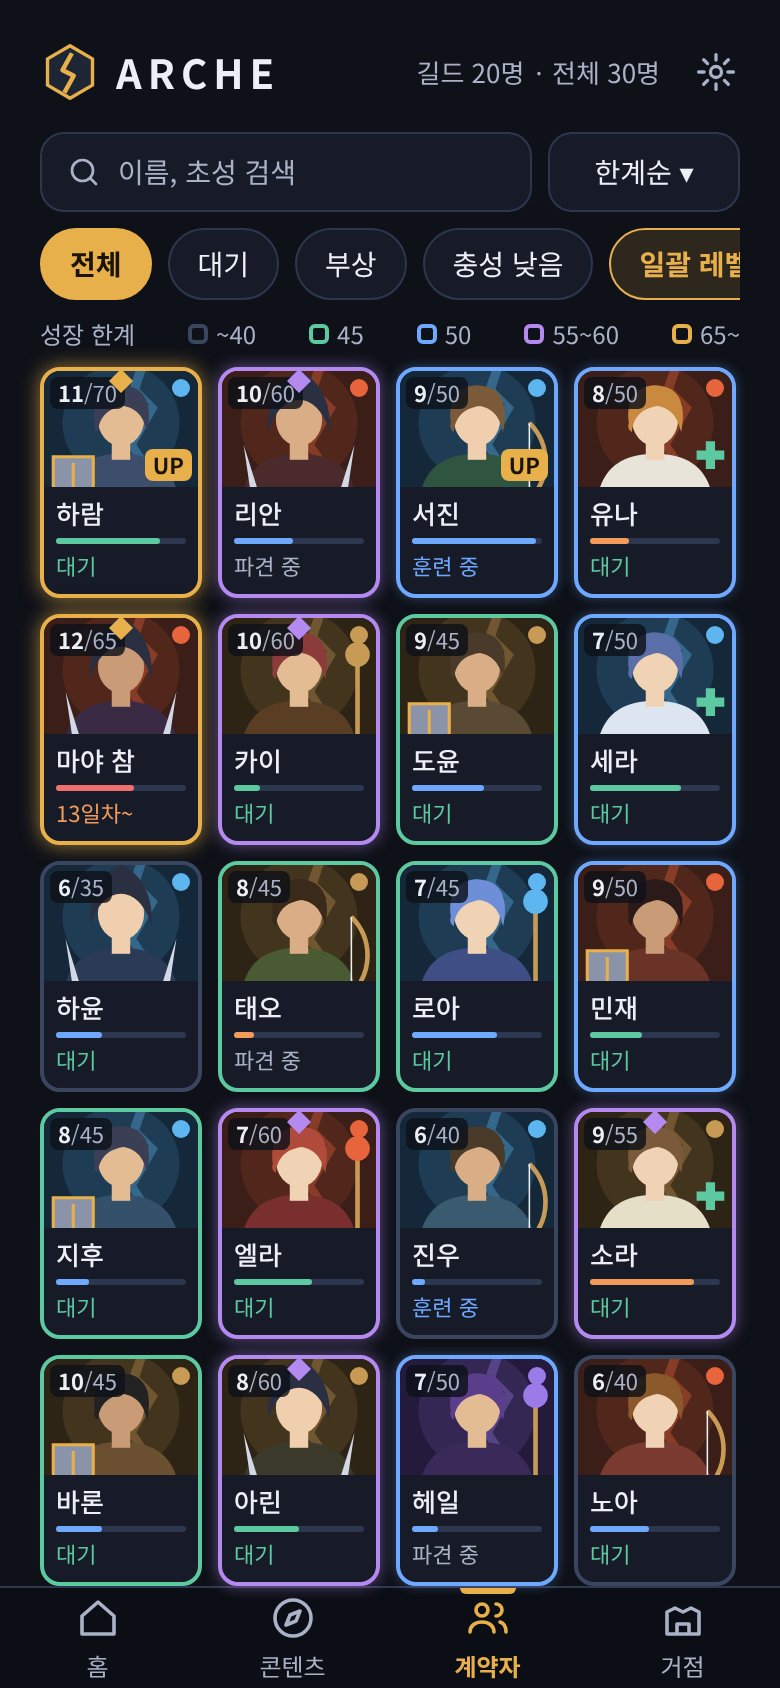 ARCHE 길드 20명 · 전체 30명
이름, 초성 검색 한계순 ▾
전체 대기 부상 충성 낮음 일괄 레벨
성장 한계 ~40 45 50 55~60 65~
11/70 10/60 9/50 8/50
UP UP
하람 리안 서진 유나
대기 파견 중 훈련 중 대기
12/65 10/60 9/45 7/50
마야 참 카이 도윤 세라
13일차~ 대기 대기 대기
6/35 8/45 7/45 9/50
하윤 태오 로아 민재
대기 파견 중 대기 대기
8/45 7/60 6/40 9/55
지후 엘라 진우 소라
대기 대기 훈련 중 대기
10/45 8/60 7/50 6/40
바론 아린 헤일 노아
대기 대기 파견 중 대기
홈 콘텐츠 계약자 거점